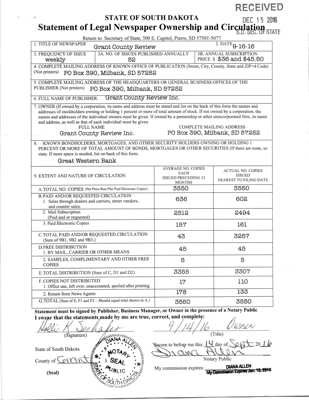 RECEIVED
DEC 15 2016
S.D. SEC. OF STATE
STATE OF SOUTH DAKOTA
Statement of Legal Newspaper Ownership and Circulation
Return to: Secretary of State, 500 E. Capitol, Pierre, SD 57501-5077
1. TITLE OF NEWSPAPER
Grant County Review
2. DATE 9-16-16
3. FREQUENCY OF ISSUE
weekly
3A. NO. OF ISSUES PUBLISHED ANNUALLY
52
3B. ANNUAL SUBSCRIPTION
PRICE $ $36 and $45.50
4. COMPLETE MAILING ADDRESS OF KNOWN OFFICE OF PUBLICATION (Street, City, County, State and ZIP+4 Code)
(Not printers) PO Box 390, Milbank, SD 57252
5. COMPLETE MAILING ADDRESS OF THE HEADQUARTERS OR GENERAL BUSINESS OFFICES OF THE
PUBLISHER (Not printers) PO Box 390, Milbank, SD 57252
6. FULL NAME OF PUBLISHER: Grant County Review Inc.
7. OWNER (If owned by a corporation, its name and address must be stated and list on the back of this form the names and
addresses of stockholders owning or holding 1 percent or more of total amount of stock. If not owned by a corporation, the
names and addresses of the individual owners must be given. If owned by a partnership or other unincorporated firm, its name
and address, as well as that of each individual must be given.
FULL NAME
COMPLETE MAILING ADDRESS
Grant County Review Inc.
PO Box 390, Milbank, SD 57252
8. KNOWN BONDHOLDERS, MORTGAGES, AND OTHER SECURITY HOLDERS OWNING OR HOLDING 1
PERCENT OR MORE OF TOTAL AMOUNT OF BONDS, MORTGAGES OR OTHER SECURITIES (If there are none, so
state. If more space is needed, list on back of this form.
Great Western Bank
9. EXTENT AND NATURE OF CIRCULATION
AVERAGE NO. COPIES
EACH
ISSUED PRECEDING 12
MONTHS
ACTUAL NO. COPIES
ISSUED
NEAREST TO FILING DATE
A. TOTAL NO. COPIES (Net Press Run Plus Paid Electronic Copies)
3550
3550
B. PAID AND/OR REQUESTED CIRCULATION
1. Sales through dealers and carriers, street vendors,
and counter sales.
636
602
2. Mail Subscription
(Paid and or requested)
2512
2494
3. Paid Electronic Copies
157
161
C. TOTAL PAID AND/OR REQUESTED CIRCULATION
(Sum of 9B1, 9B2 and 9B3.)
3257
D. FREE DISTRIBUTION
1. BY MAIL, CARRIER OR OTHER MEANS
45
45
2. SAMPLES, COMPLIMENTARY AND OTHER FREE
COPIES
5
5
E. TOTAL DISTRIBUTION (Sum of C, D1 and D2)
3355
3307
F. COPIES NOT DISTRIBUTED
1. Office use, left over, unaccounted, spoiled after printing
17
110
2. Return from News Agents
178
133
G. TOTAL (Sum of E, F1 and F2 - Should equal total shown in A.)
3550
3550
Statement must be signed by Publisher, Business Manager, or Owner in the presence of a Notary Public
I swear that the statements made by me are true, correct, and complete:
9/14/16 Owner
(Signature)
(Title)
State of South Dakota
County of Grant
(Seal)
NOTARY
SEAL
PUBLIC
SOUTH DAKOTA
Sworn to before me this 14 day of Sept 2016
Diana Allen
Notary Public
My commission expires:
DIANA ALLEN